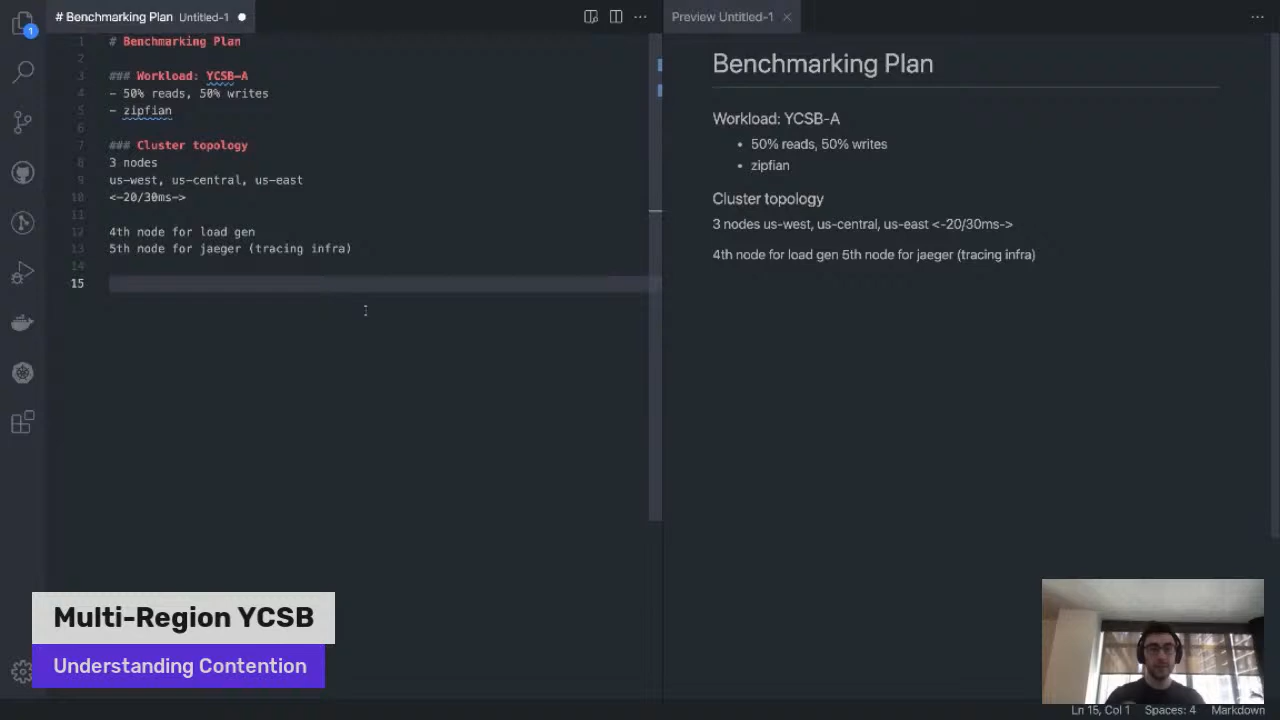 # Benchmarking Plan Untitled-1
Preview Untitled-1
1
1 # Benchmarking Plan
2
3 ### Workload: YCSB-A
4 - 50% reads, 50% writes
5 - zipfian
6
7 ### Cluster topology
8 3 nodes
9 us-west, us-central, us-east
10 <-20/30ms->
11
12 4th node for load gen
13 5th node for jaeger (tracing infra)
14
15
Benchmarking Plan
Workload: YCSB-A
• 50% reads, 50% writes
• zipfian
Cluster topology
3 nodes us-west, us-central, us-east <-20/30ms->
4th node for load gen 5th node for jaeger (tracing infra)
Multi-Region YCSB
Understanding Contention
Ln 15, Col 1 Spaces: 4 Markdown